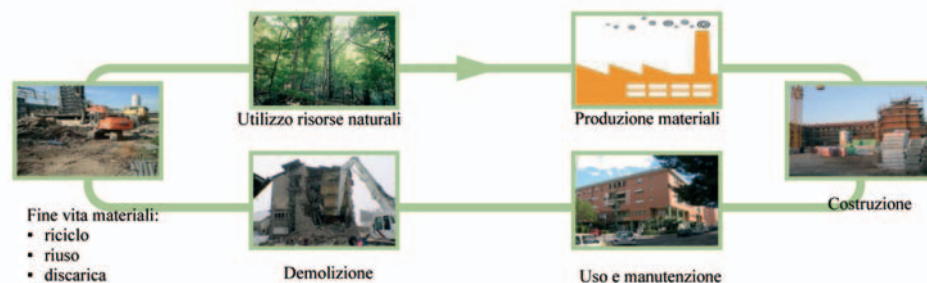 Utilizzo risorse naturali
Produzione materiali
Costruzione
Uso e manutenzione
Demolizione
Fine vita materiali:
• riciclo
• riuso
• discarica